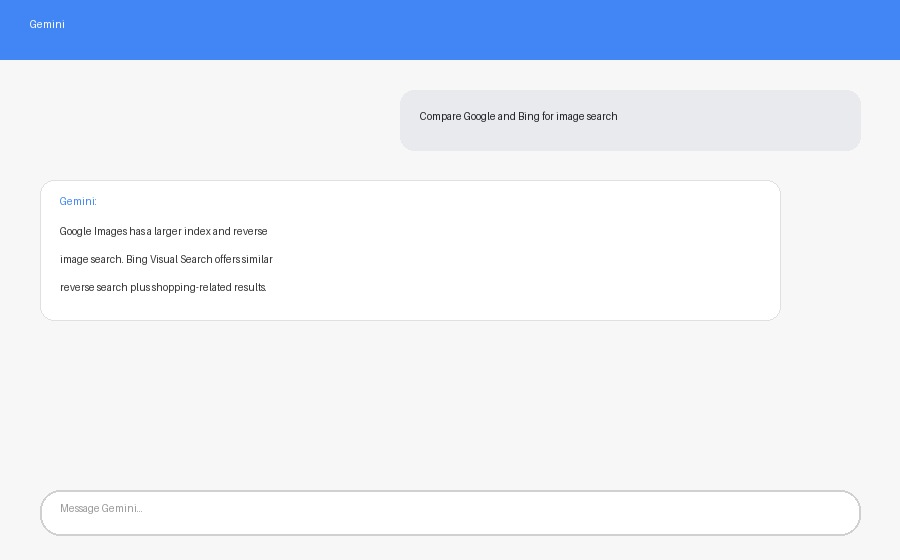 Gemini
Compare Google and Bing for image search
Gemini:
Google Images has a larger index and reverse
image search. Bing Visual Search offers similar
reverse search plus shopping-related results.
Message Gemini...